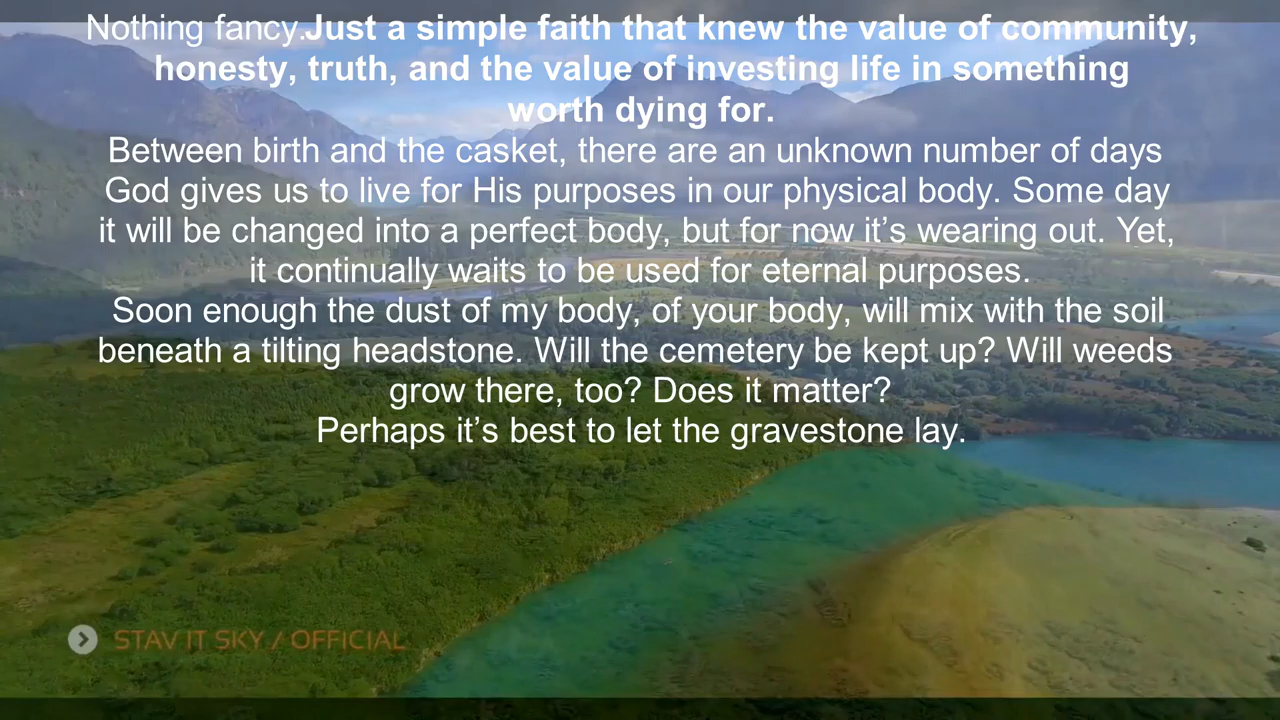 Nothing fancy.Just a simple faith that knew the value of community,
honesty, truth, and the value of investing life in something
worth dying for.
Between birth and the casket, there are an unknown number of days
God gives us to live for His purposes in our physical body. Some day
it will be changed into a perfect body, but for now it’s wearing out. Yet,
it continually waits to be used for eternal purposes.
Soon enough the dust of my body, of your body, will mix with the soil
beneath a tilting headstone. Will the cemetery be kept up? Will weeds
grow there, too? Does it matter?
Perhaps it’s best to let the gravestone lay.
STAV IT SKY / OFFICIAL